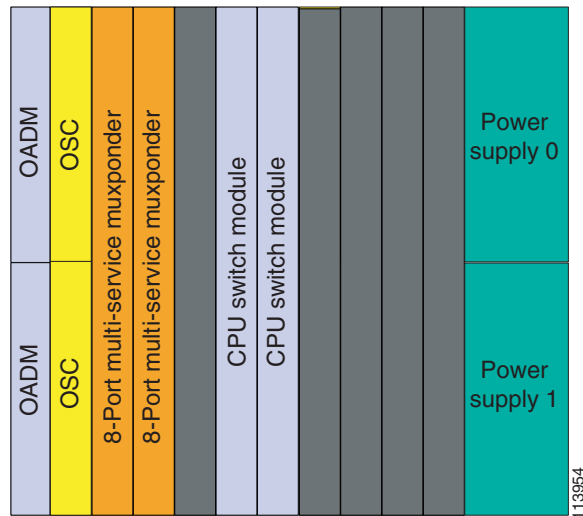 OADM
OSC
8-Port multi-service muxponder
8-Port multi-service muxponder
CPU switch module
CPU switch module
Power
supply 0
OADM
OSC
Power
supply 1
113954